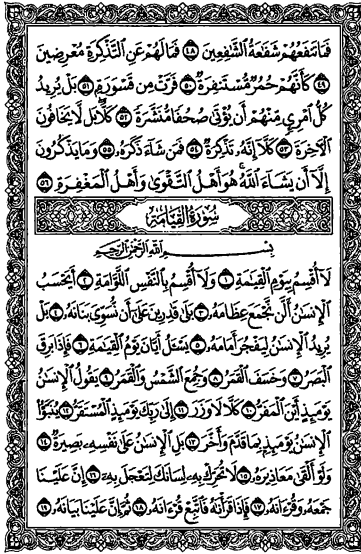 فَمَا تَنفَعُهُمْ شَفَٰعَةُ ٱلشَّٰفِعِينَ ٤٨ فَمَا لَهُمْ عَنِ ٱلتَّذْكِرَةِ مُعْرِضِينَ
٤٩ كَأَنَّهُمْ حُمُرٌ مُّسْتَنفِرَةٌ ٥٠ فَرَّتْ مِن قَسْوَرَةٍۭ ٥١ بَلْ يُرِيدُ
كُلُّ ٱمْرِئٍ مِّنْهُمْ أَن يُؤْتَىٰ صُحُفًا مُّنَشَّرَةً ٥٢ كَلَّا ۖ بَل لَّا يَخَافُونَ
ٱلْءَاخِرَةَ ٥٣ كَلَّآ إِنَّهُۥ تَذْكِرَةٌ ٥٤ فَمَن شَآءَ ذَكَرَهُۥ ٥٥ وَمَا يَذْكُرُونَ
إِلَّآ أَن يَشَآءَ ٱللَّهُ ۚ هُوَ أَهْلُ ٱلتَّقْوَىٰ وَأَهْلُ ٱلْمَغْفِرَةِ ٥٦
سُورَةُ الْقِيَامَةِ
بِسْمِ ٱللَّهِ ٱلرَّحْمَٰنِ ٱلرَّحِيمِ
لَآ أُقْسِمُ بِيَوْمِ ٱلْقِيَٰمَةِ ١ وَلَآ أُقْسِمُ بِٱلنَّفْسِ ٱللَّوَّامَةِ ٢ أَيَحْسَبُ
ٱلْإِنسَٰنُ أَلَّن نَّجْمَعَ عِظَامَهُۥ ٣ بَلَىٰ قَٰدِرِينَ عَلَىٰٓ أَن نُّسَوِّىَ بَنَانَهُۥ ٤ بَلْ
يُرِيدُ ٱلْإِنسَٰنُ لِيَفْجُرَ أَمَامَهُۥ ٥ يَسْـَٔلُ أَيَّانَ يَوْمُ ٱلْقِيَٰمَةِ ٦ فَإِذَا بَرِقَ
ٱلْبَصَرُ ٧ وَخَسَفَ ٱلْقَمَرُ ٨ وَجُمِعَ ٱلشَّمْسُ وَٱلْقَمَرُ ٩ يَقُولُ ٱلْإِنسَٰنُ
يَوْمَئِذٍ أَيْنَ ٱلْمَفَرُّ ١٠ كَلَّا لَا وَزَرَ ١١ إِلَىٰ رَبِّكَ يَوْمَئِذٍ ٱلْمُسْتَقَرُّ ١٢ يُنَبَّؤُا۟
ٱلْإِنسَٰنُ يَوْمَئِذٍۭ بِمَا قَدَّمَ وَأَخَّرَ ١٣ بَلِ ٱلْإِنسَٰنُ عَلَىٰ نَفْسِهِۦ بَصِيرَةٌ ١٤
وَلَوْ أَلْقَىٰ مَعَاذِيرَهُۥ ١٥ لَا تُحَرِّكْ بِهِۦ لِسَانَكَ لِتَعْجَلَ بِهِۦٓ ١٦ إِنَّ عَلَيْنَا
جَمْعَهُۥ وَقُرْءَانَهُۥ ١٧ فَإِذَا قَرَأْنَٰهُ فَٱتَّبِعْ قُرْءَانَهُۥ ١٨ ثُمَّ إِنَّ عَلَيْنَا بَيَانَهُۥ ١٩